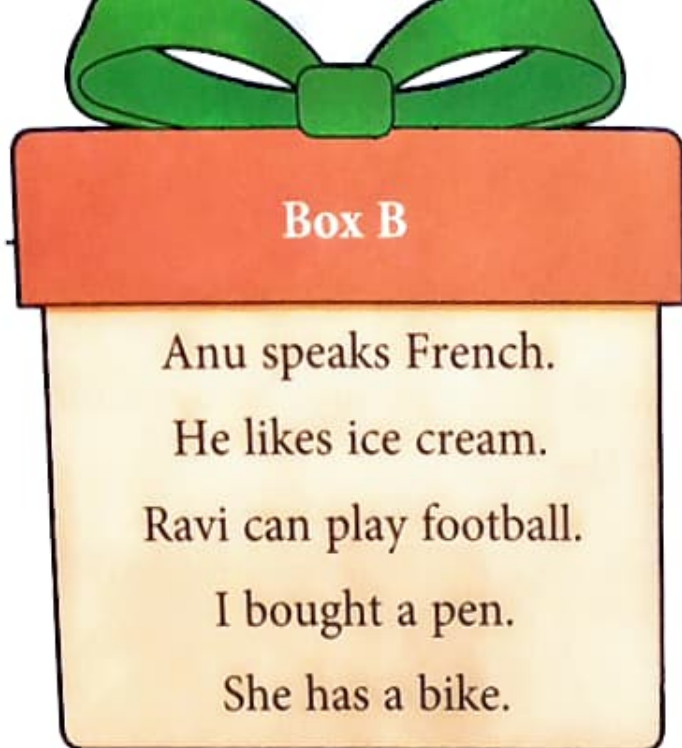 Box B
Anu speaks French.
He likes ice cream.
Ravi can play football.
I bought a pen.
She has a bike.